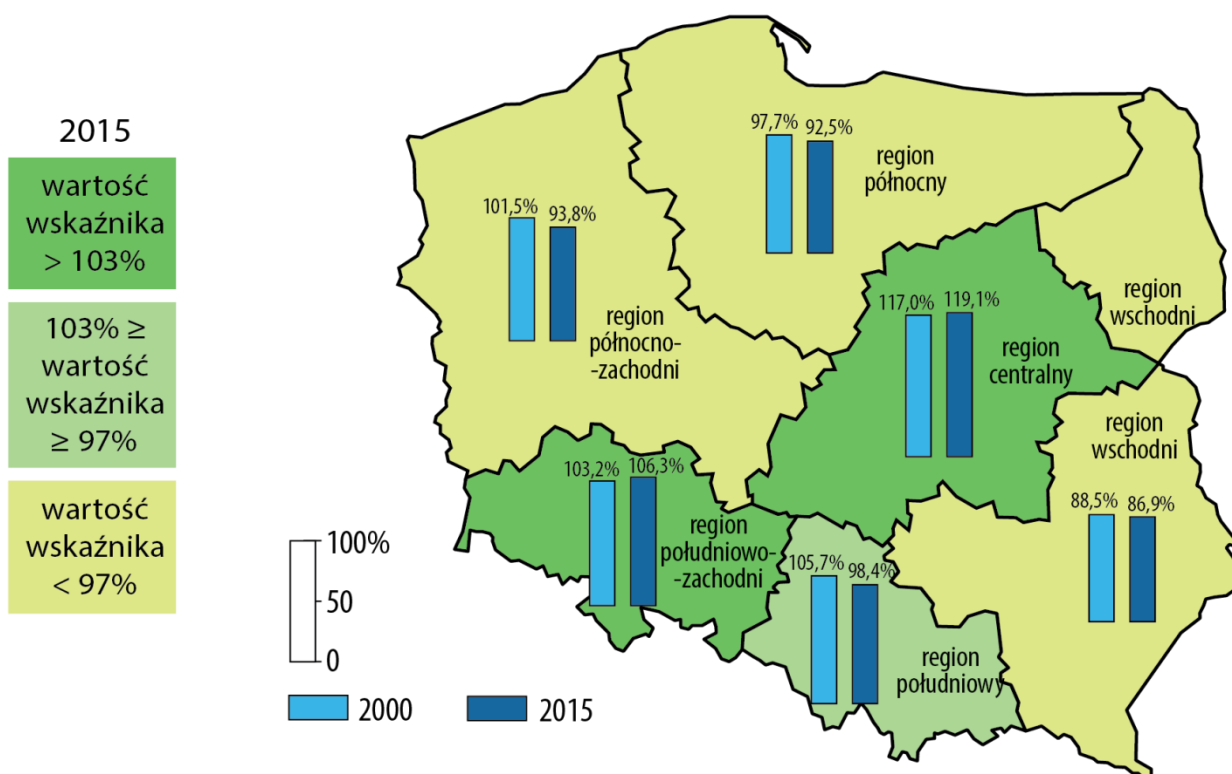 2015
wartość
wskaźnika
> 103%
103% ≥
wartość
wskaźnika
≥ 97%
wartość
wskaźnika
< 97%
97,7%
92,5%
region
północny
101,5%
93,8%
region
północno-
-zachodni
117,0%
119,1%
region
centralny
region
wschodni
region
wschodni
88,5%
86,9%
103,2%
106,3%
region
południowo-
-zachodni
105,7%
98,4%
region
południowy
100%
50
0
2000
2015